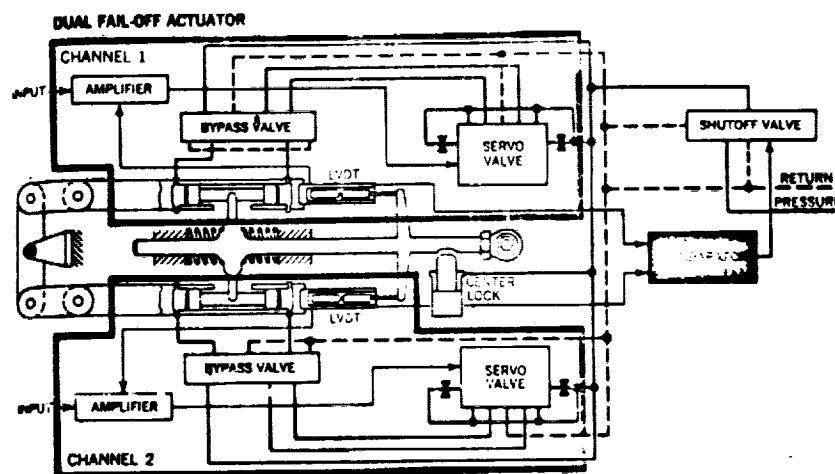 DUAL FAIL-OFF ACTUATOR
CHANNEL 1
INPUT
AMPLIFIER
BYPASS VALVE
SERVO
VALVE
SHUTOFF VALVE
LVDT
RETURN
PRESSURE
CENTER
LOCK
LVDT
BYPASS VALVE
SERVO
VALVE
INPUT
AMPLIFIER
CHANNEL 2